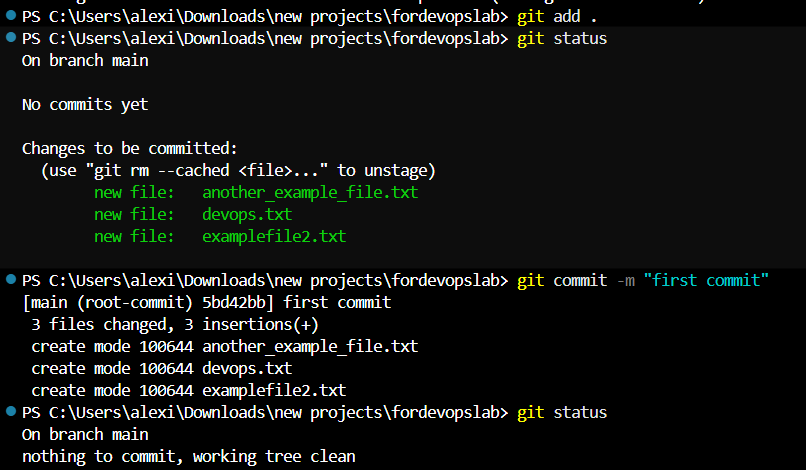 PS C:\Users\alexi\Downloads\new projects\fordevopslab> git add .
PS C:\Users\alexi\Downloads\new projects\fordevopslab> git status
On branch main

No commits yet

Changes to be committed:
  (use "git rm --cached <file>..." to unstage)
        new file:   another_example_file.txt
        new file:   devops.txt
        new file:   examplefile2.txt

PS C:\Users\alexi\Downloads\new projects\fordevopslab> git commit -m "first commit"
[main (root-commit) 5bd42bb] first commit
 3 files changed, 3 insertions(+)
 create mode 100644 another_example_file.txt
 create mode 100644 devops.txt
 create mode 100644 examplefile2.txt
PS C:\Users\alexi\Downloads\new projects\fordevopslab> git status
On branch main
nothing to commit, working tree clean